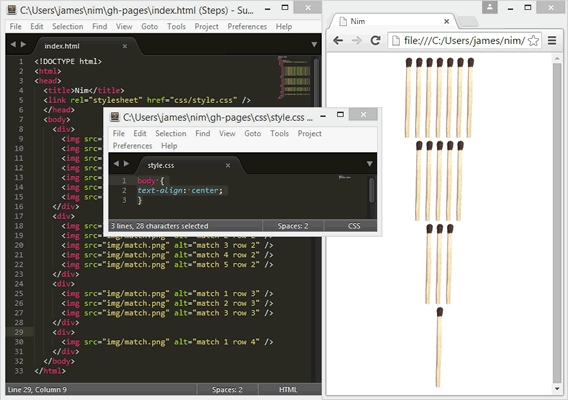 C:\Users\james\nim\gh-pages\index.html (Steps) - Su...
File Edit Selection Find View Goto Tools Project
Preferences Help
index.html
1 <!DOCTYPE html>
2 <html>
3 <head>
4 <title>Nim</title>
5 <link rel="stylesheet" href="css/style.css" />
6 </head>
7 <body>
8 <div>
9 <img src=
10 <img src=
11 <img src=
12 <img src=
13 <img src=
14 <img src=
15 <img src=
16 </div>
17 <div>
18 <img src=
19 <img src=
20 <img src="img/match.png" alt="match 3 row 2" />
21 <img src="img/match.png" alt="match 4 row 2" />
22 <img src="img/match.png" alt="match 5 row 2" />
23 </div>
24 <div>
25 <img src="img/match.png" alt="match 1 row 3" />
26 <img src="img/match.png" alt="match 2 row 3" />
27 <img src="img/match.png" alt="match 3 row 3" />
28 </div>
29 <div>
30 <img src="img/match.png" alt="match 1 row 4" />
31 </div>
32 </body>
33 </html>
Line 29, Column 9 Spaces: 2 HTML
C:\Users\james\nim\gh-pages\css\style.css ...
File Edit Selection Find View Goto Tools Project
Preferences Help
style.css
1 body {
2 text-align: center;
3 }
3 lines, 28 characters selected Spaces: 2 CSS
Nim
file:///C:/Users/james/nim/